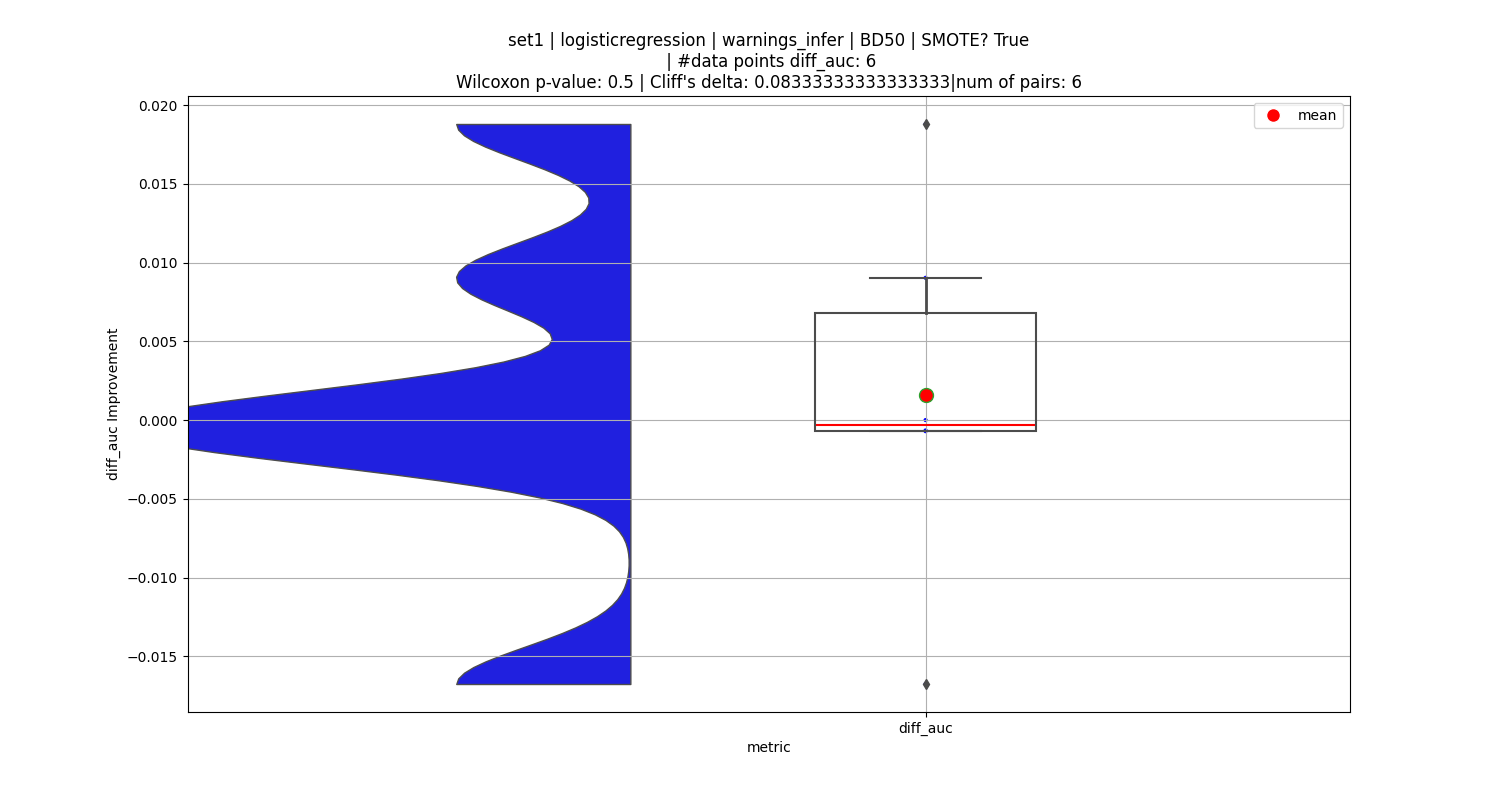 set1 | logisticregression | warnings_infer | BD50 | SMOTE? True
| #data points diff_auc: 6
Wilcoxon p-value: 0.5 | Cliff's delta: 0.08333333333333333|num of pairs: 6
mean
0.020
0.015
0.010
0.005
0.000
−0.005
−0.010
−0.015
diff_auc Improvement
diff_auc
metric